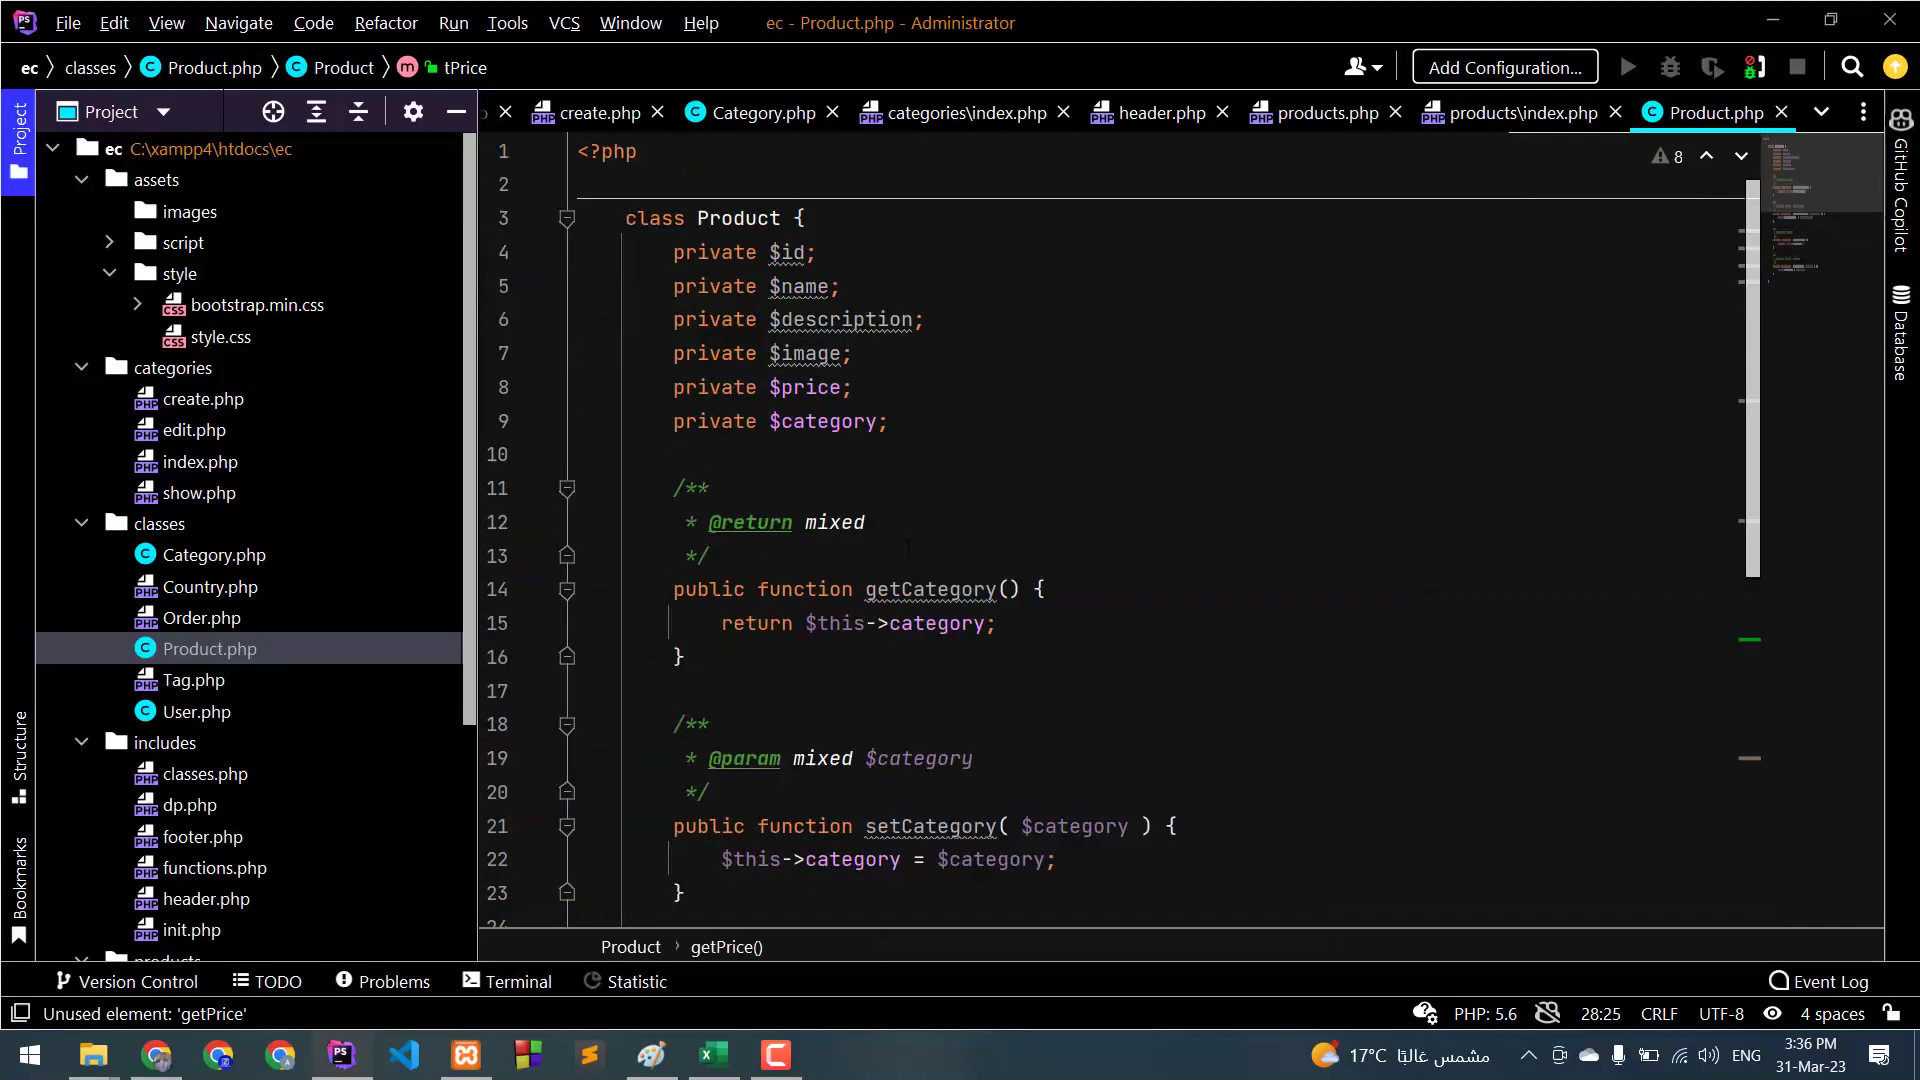 File Edit View Navigate Code Refactor Run Tools VCS Window Help ec - Product.php - Administrator
ec classes Product.php Product m tPrice Add Configuration...
Project create.php Category.php categories\index.php header.php products.php products\index.php Product.php
Project
ec C:\xampp4\htdocs\ec
assets
images
script
style
bootstrap.min.css
style.css
categories
create.php
edit.php
index.php
show.php
classes
Category.php
Country.php
Order.php
Product.php
Tag.php
User.php
includes
classes.php
dp.php
footer.php
functions.php
header.php
init.php
products
Structure
Bookmarks
8
1 <?php
2
3 class Product {
4 private $id;
5 private $name;
6 private $description;
7 private $image;
8 private $price;
9 private $category;
10
11 /**
12 * @return mixed
13 */
14 public function getCategory() {
15 return $this->category;
16 }
17
18 /**
19 * @param mixed $category
20 */
21 public function setCategory( $category ) {
22 $this->category = $category;
23 }
24
GitHub Copilot
Database
Product › getPrice()
Version Control TODO Problems Terminal Statistic Event Log
Unused element: 'getPrice' PHP: 5.6 28:25 CRLF UTF-8 4 spaces
17°C مشمس غالبًا ENG 3:36 PM
31-Mar-23